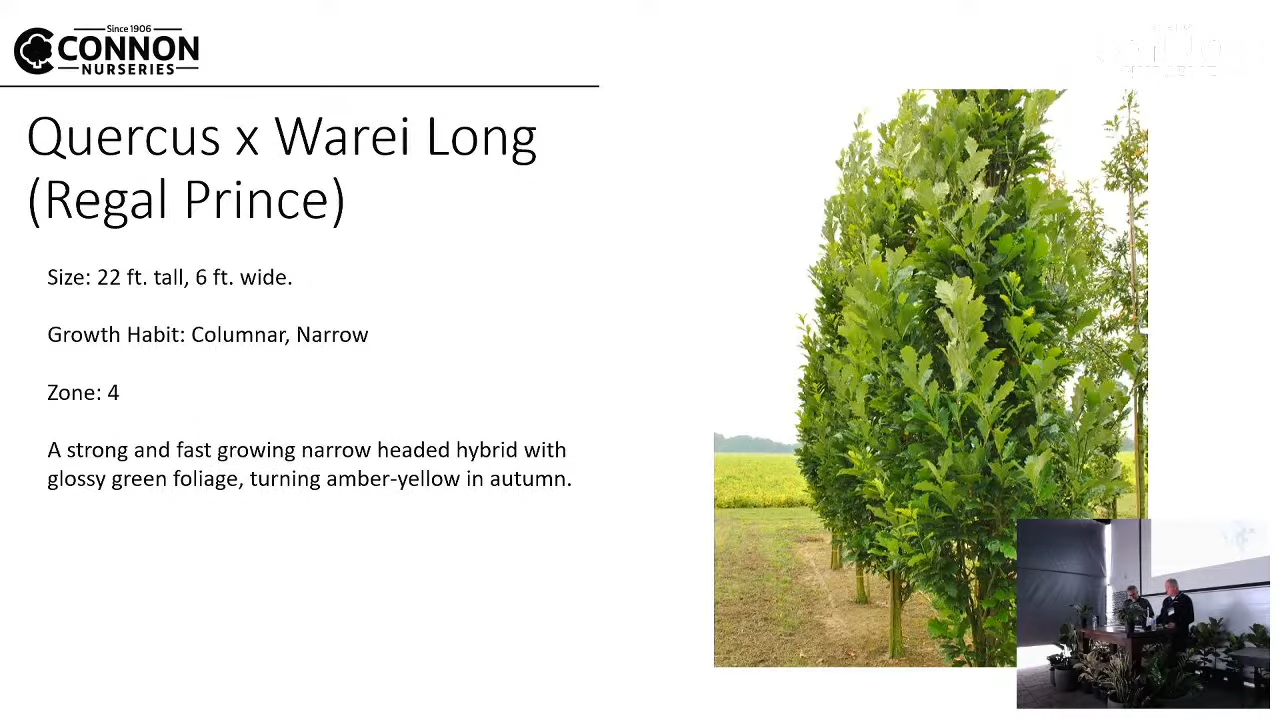 Since 1906
CONNON
NURSERIES
Quercus x Warei Long
(Regal Prince)
Size: 22 ft. tall, 6 ft. wide.
Growth Habit: Columnar, Narrow
Zone: 4
A strong and fast growing narrow headed hybrid with
glossy green foliage, turning amber-yellow in autumn.